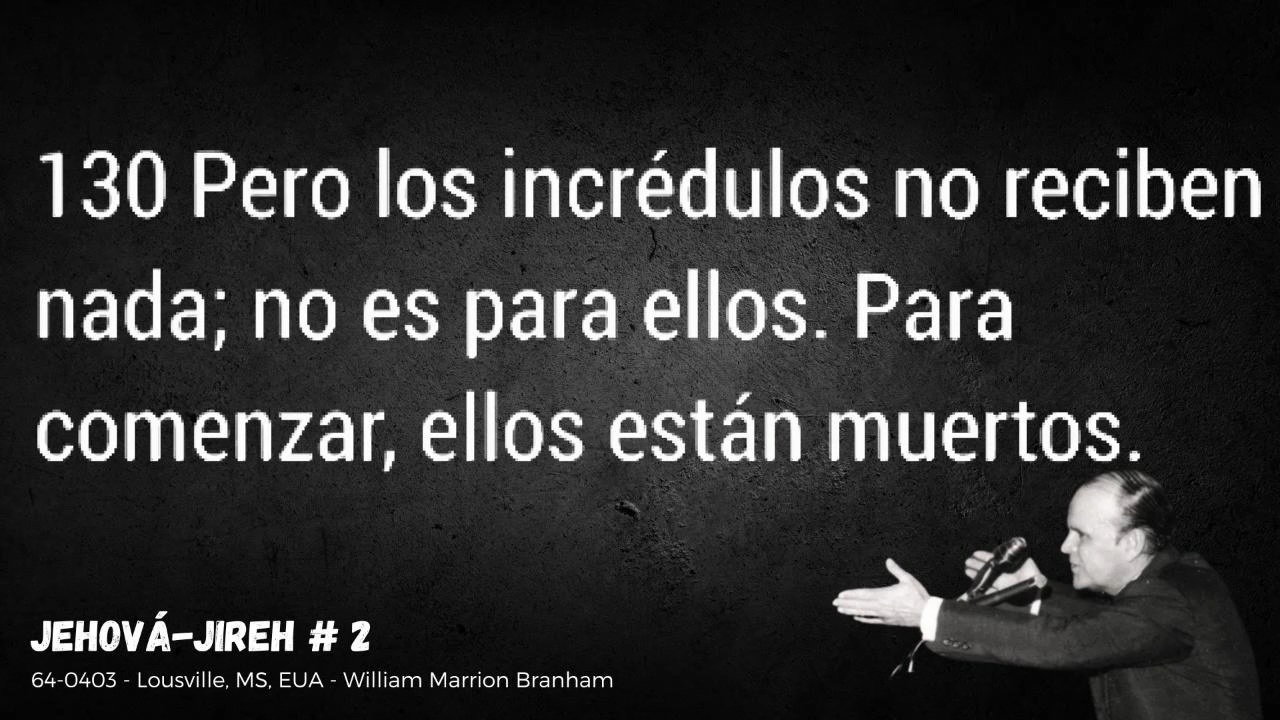 130 Pero los incrédulos no reciben
nada; no es para ellos. Para
comenzar, ellos están muertos.
JEHOVÁ-JIREH # 2
64-0403 - Lousville, MS, EUA - William Marrion Branham